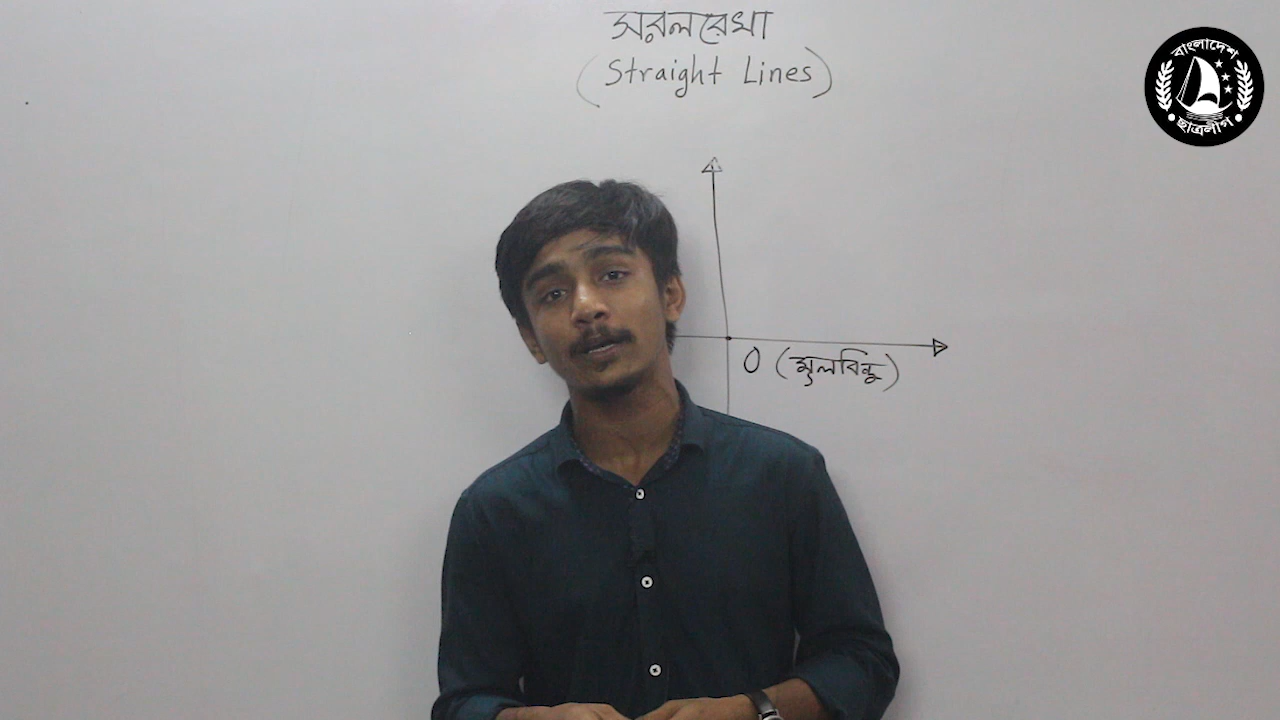 সরলরেখা
(Straight Lines)
বাংলাদেশ
ছাত্রলীগ
O (মূলবিন্দু)